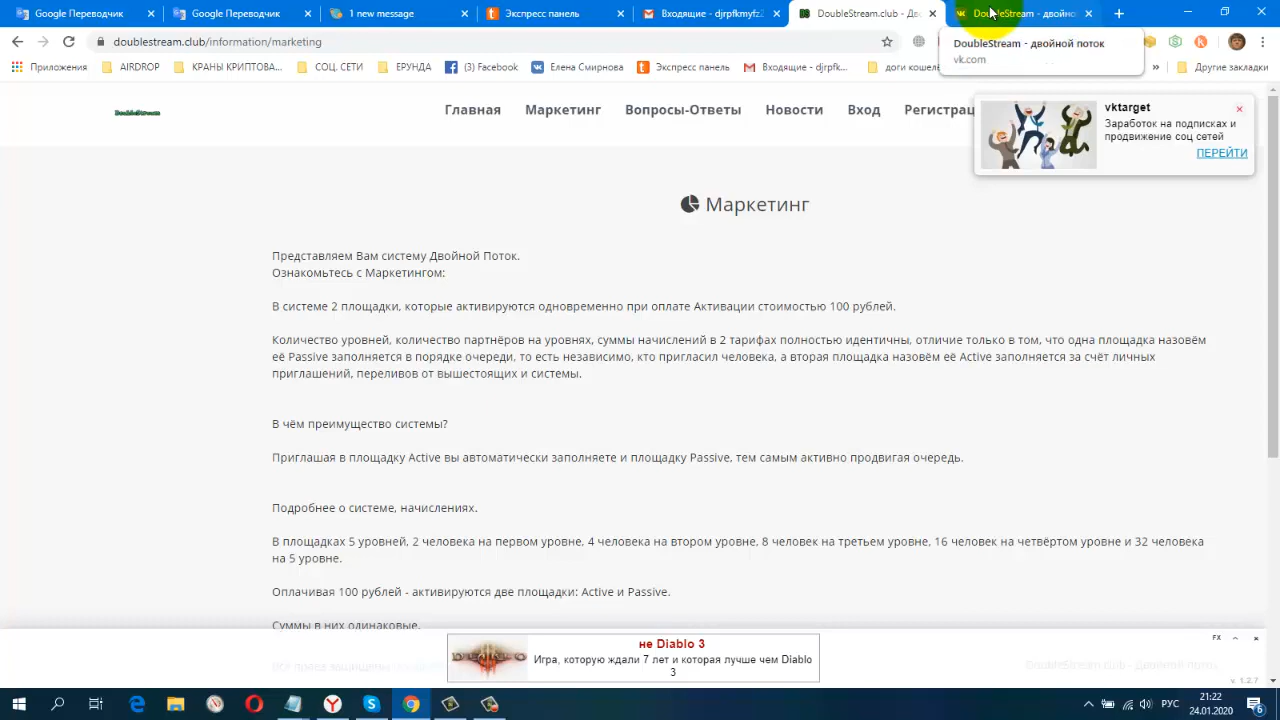 Google Переводчик
Google Переводчик
1 new message
Экспресс панель
Входящие - djrpfkmyfz
DoubleStream.club - Дво
DoubleStream - двойно
doublestream.club/information/marketing
DoubleStream - двойной поток
vk.com
Приложения
AIRDROP
КРАНЫ КРИПТОВА...
СОЦ. СЕТИ
ЕРУНДА
(3) Facebook
Елена Смирнова
Экспресс панель
Входящие - djrpfk...
доги кошел
»
Другие закладки
DoubleStream
Главная
Маркетинг
Вопросы-Ответы
Новости
Вход
Регистрац
vktarget
Заработок на подписках и
продвижение соц сетей
ПЕРЕЙТИ
Маркетинг
Представляем Вам систему Двойной Поток.
Ознакомьтесь с Маркетингом:
В системе 2 площадки, которые активируются одновременно при оплате Активации стоимостью 100 рублей.
Количество уровней, количество партнёров на уровнях, суммы начислений в 2 тарифах полностью идентичны, отличие только в том, что одна площадка назовём
её Passive заполняется в порядке очереди, то есть независимо, кто пригласил человека, а вторая площадка назовём её Active заполняется за счёт личных
приглашений, переливов от вышестоящих и системы.
В чём преимущество системы?
Приглашая в площадку Active вы автоматически заполняете и площадку Passive, тем самым активно продвигая очередь.
Подробнее о системе, начислениях.
В площадках 5 уровней, 2 человека на первом уровне, 4 человека на втором уровне, 8 человек на третьем уровне, 16 человек на четвёртом уровне и 32 человека
на 5 уровне.
Оплачивая 100 рублей - активируются две площадки: Active и Passive.
Суммы в них одинаковые.
не Diablo 3
Игра, которую ждали 7 лет и которая лучше чем Diablo
3
FX
v. 1.2.7
РУС
21:22
24.01.2020
6